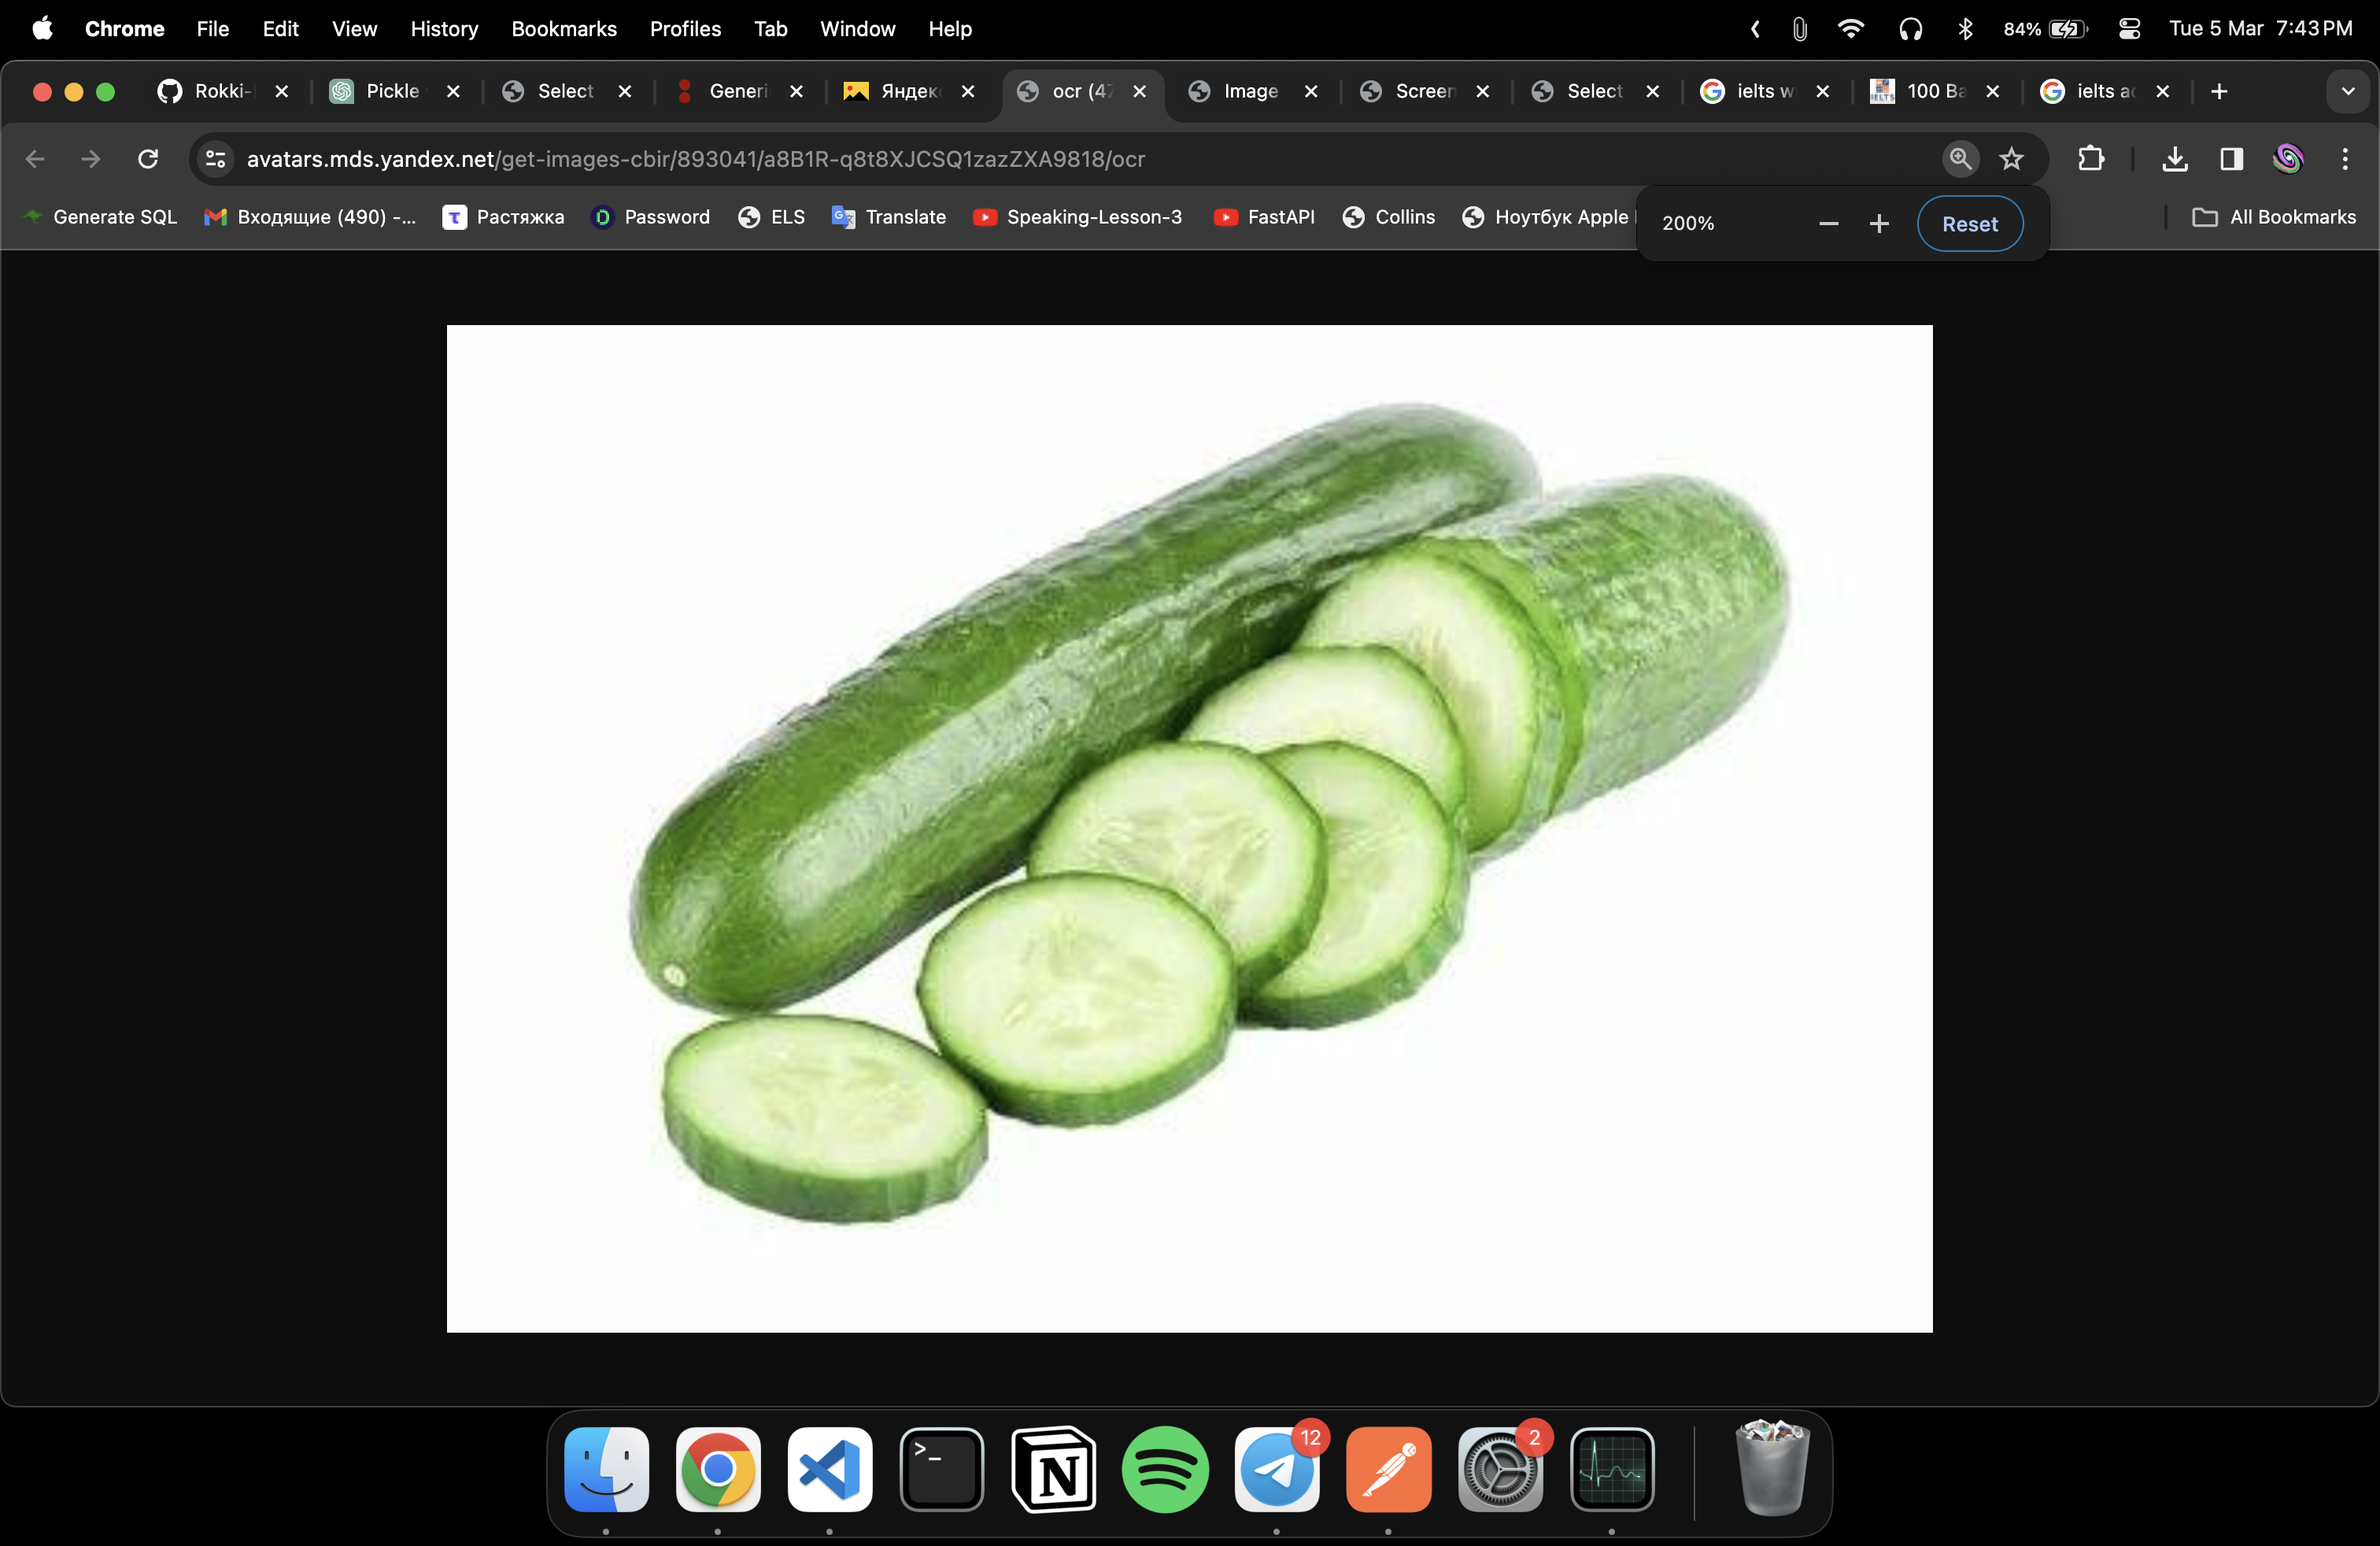 Chrome File Edit View History Bookmarks Profiles Tab Window Help 84% Tue 5 Mar 7:43 PM
Rokki- Pickle Select Generi Яндек ocr (47 Image Screen Select ielts w 100 Ba ielts ac
avatars.mds.yandex.net/get-images-cbir/893041/a8B1R-q8t8XJCSQ1zazZXA9818/ocr
Generate SQL Входящие (490) -... Растяжка Password ELS Translate Speaking-Lesson-3 FastAPI Collins Ноутбук Apple All Bookmarks
200% Reset
12 2